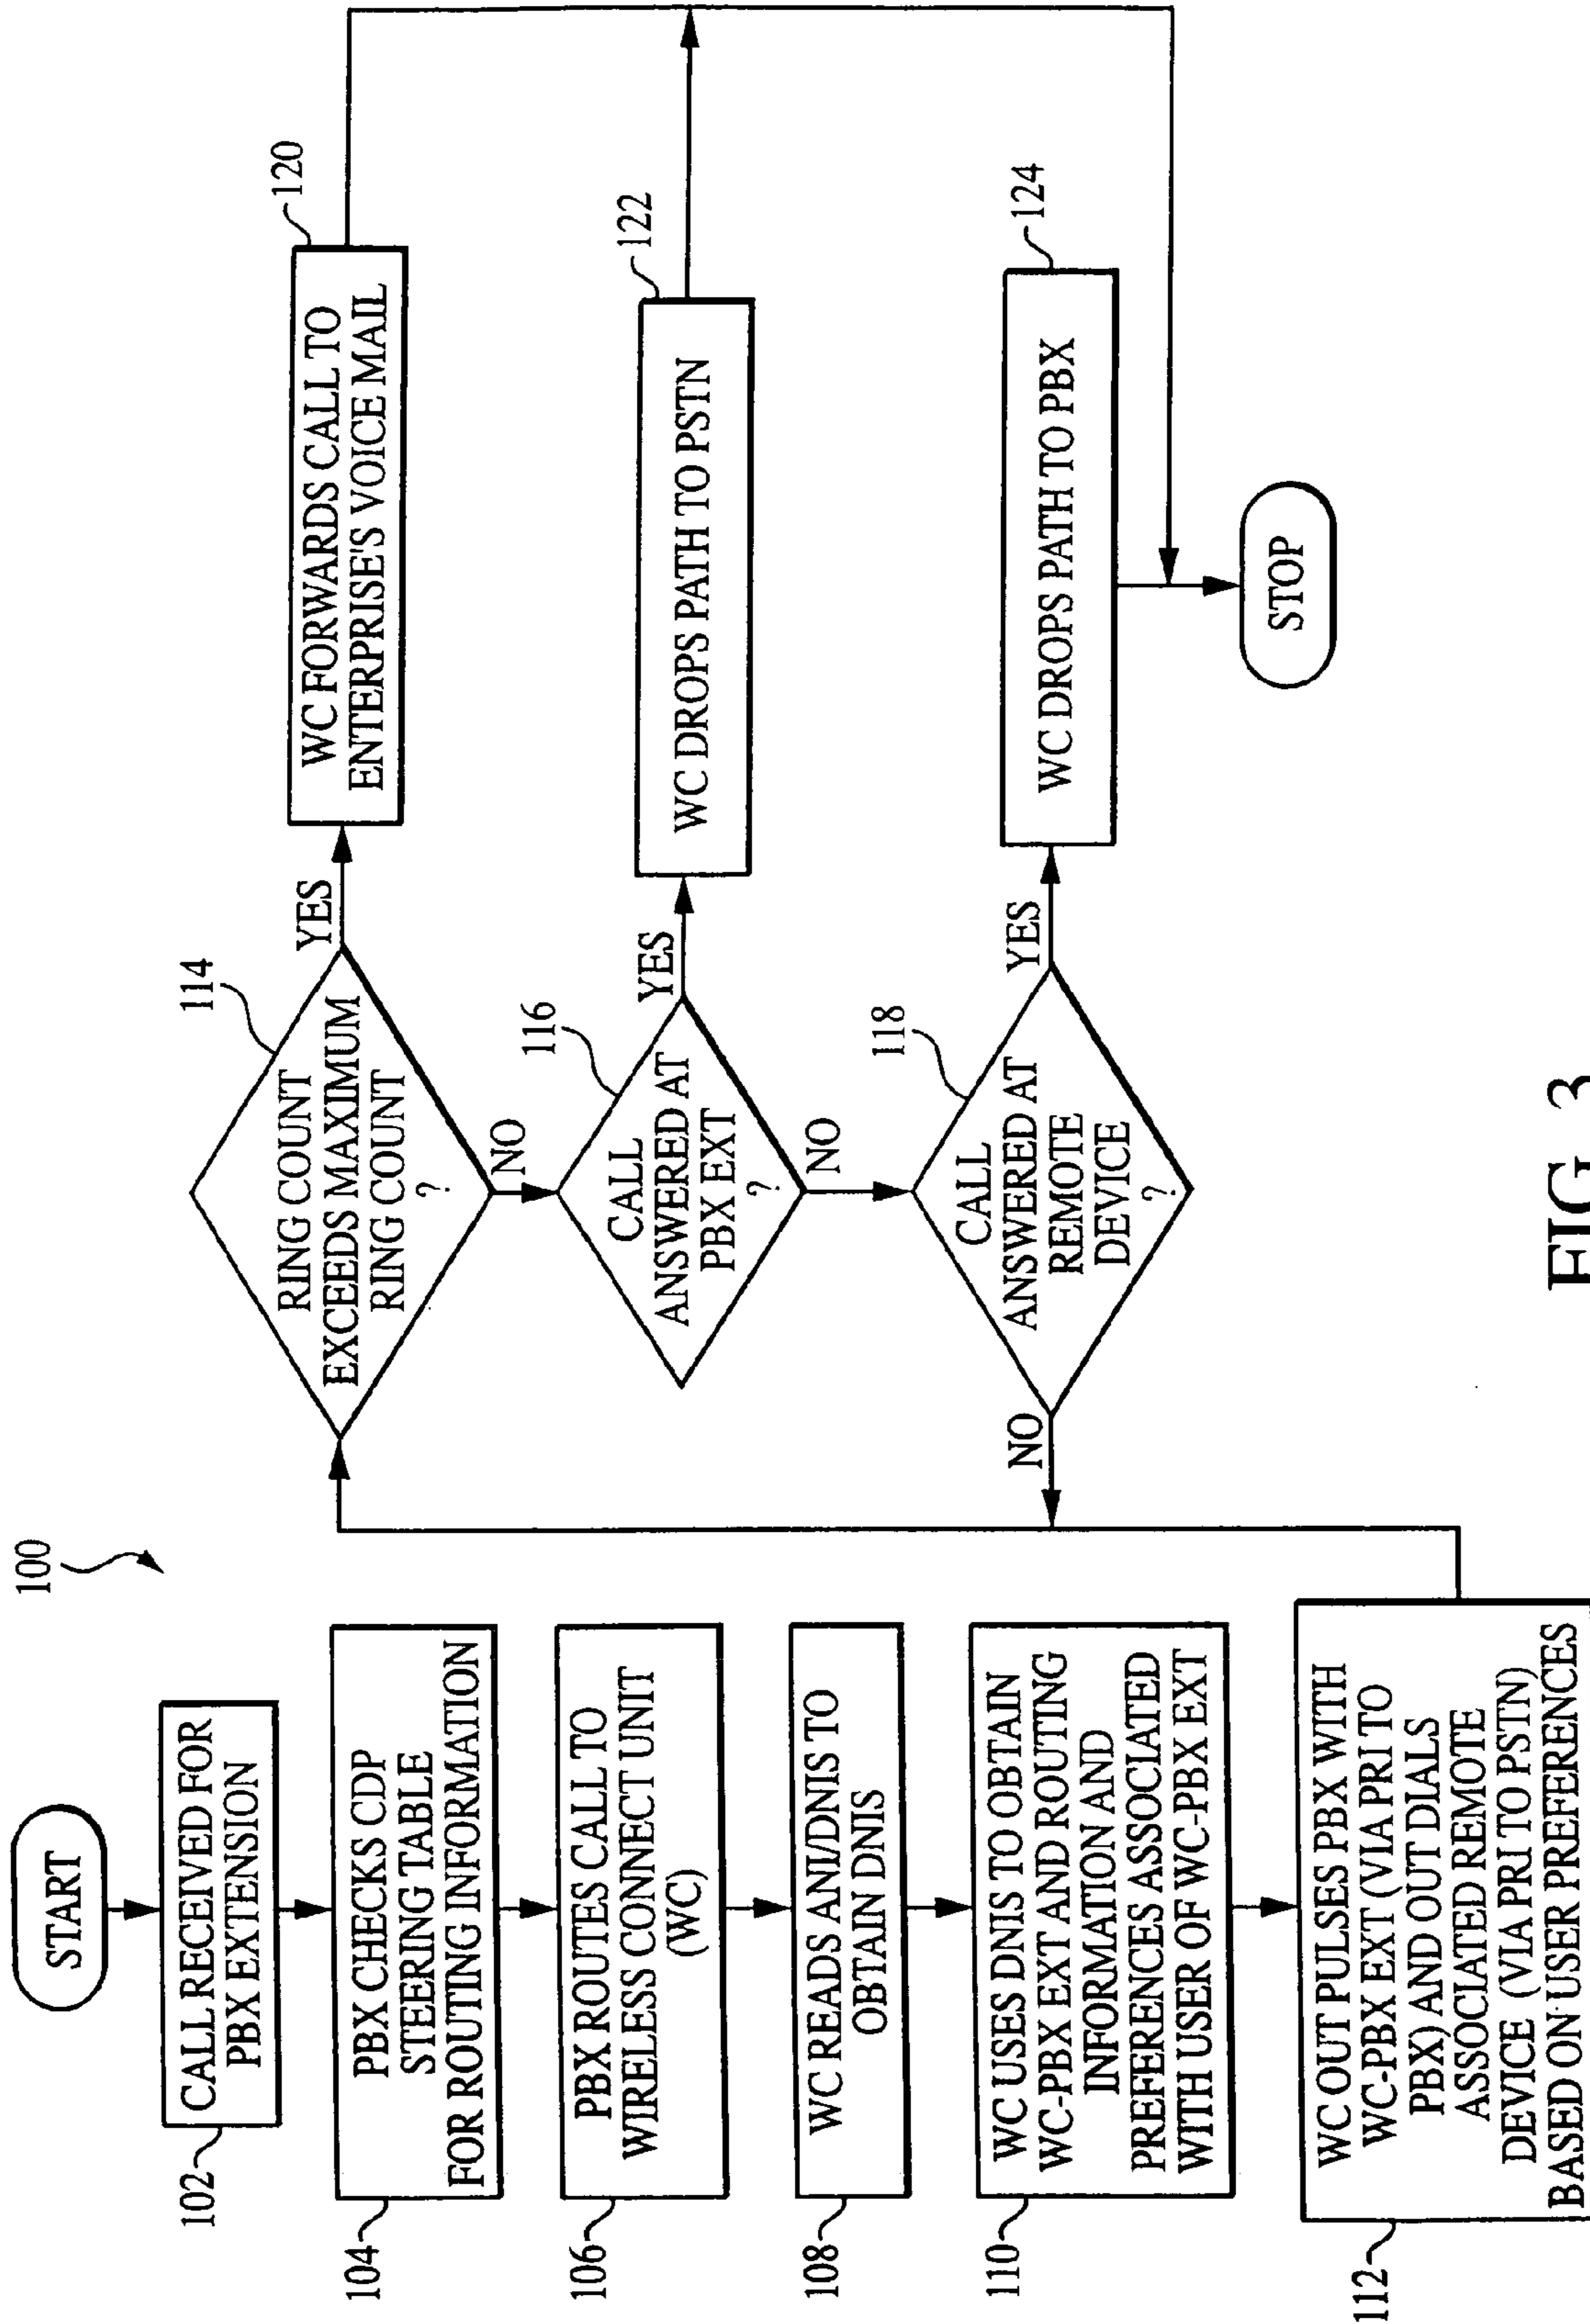 100
START
102
CALL RECEIVED FOR
PBX EXTENSION
104
PBX CHECKS CDP
STEERING TABLE
FOR ROUTING INFORMATION
106
PBX ROUTES CALL TO
WIRELESS CONNECT UNIT
(WC)
108
WC READS ANI/DNIS TO
OBTAIN DNIS
110
WC USES DNIS TO OBTAIN
WC-PBX EXT AND ROUTING
INFORMATION AND
PREFERENCES ASSOCIATED
WITH USER OF WC-PBX EXT
112
WC OUT PULSES PBX WITH
WC-PBX EXT (VIA PRI TO
PBX) AND OUT DIALS
ASSOCIATED REMOTE
DEVICE (VIA PRI TO PSTN)
BASED ON USER PREFERENCES
114
RING COUNT
EXCEEDS MAXIMUM
RING COUNT
?
YES
NO
120
WC FORWARDS CALL TO
ENTERPRISE'S VOICE MAIL
116
CALL
ANSWERED AT
PBX EXT
?
YES
NO
122
WC DROPS PATH TO PSTN
118
CALL
ANSWERED AT
REMOTE
DEVICE
?
YES
NO
124
WC DROPS PATH TO PBX
STOP
FIG. 3